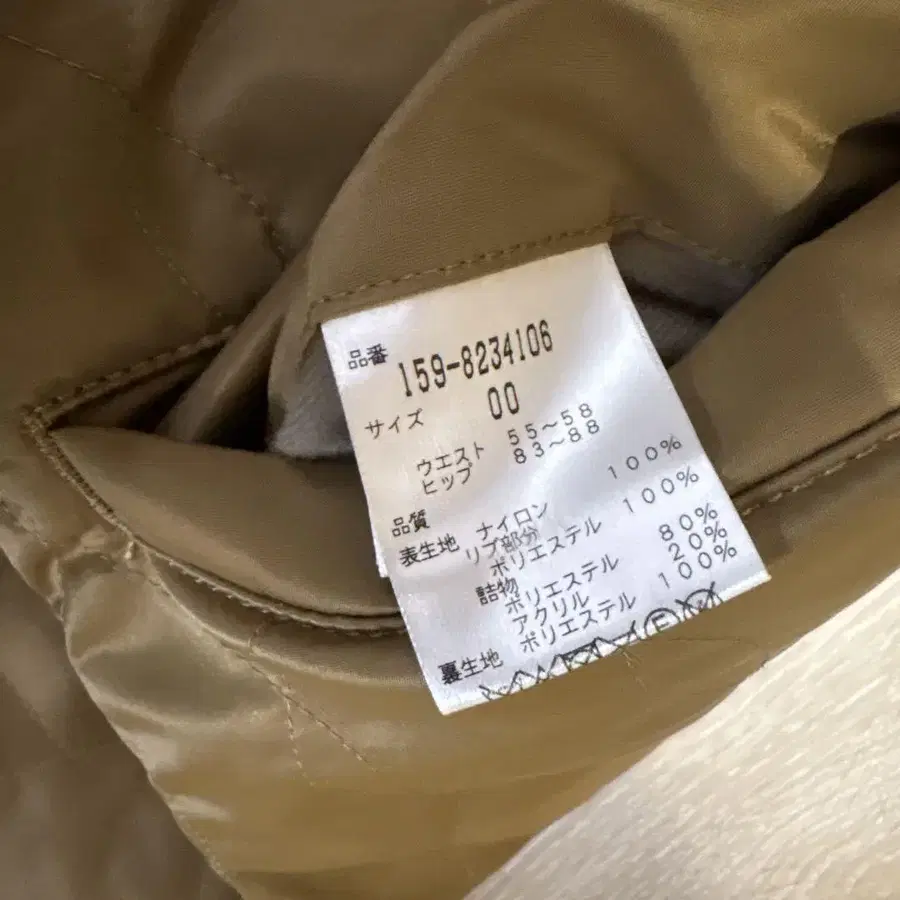 品番 159-8234106
サイズ 00
ウエスト 55~58
ヒップ 83~88
品質
表生地 ナイロン 100%
リブ部分
ポリエステル 100%
詰物
ポリエステル 80%
アクリル 20%
裏生地 ポリエステル 100%